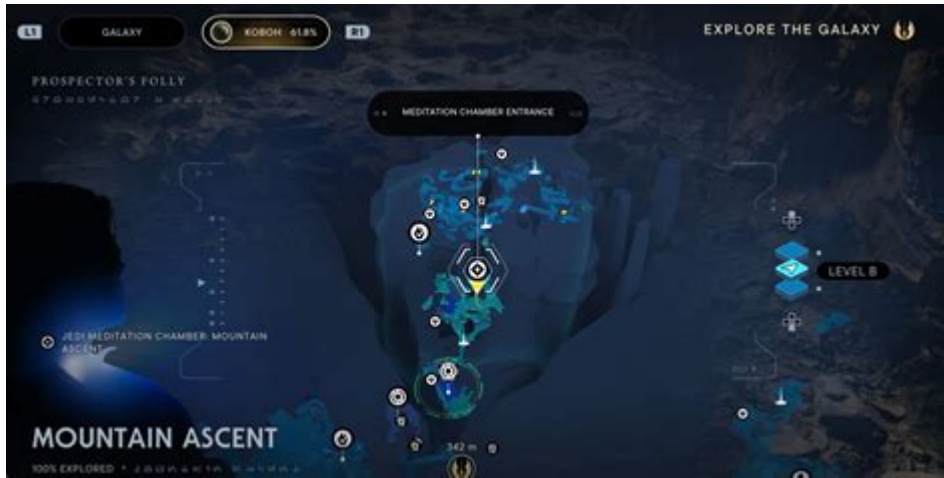 L1
GALAXY
KOBOH 61.8%
R1
EXPLORE THE GALAXY
PROSPECTOR'S FOLLY
MEDITATION CHAMBER ENTRANCE
LEVEL B
JEDI MEDITATION CHAMBER: MOUNTAIN
ASCENT
MOUNTAIN ASCENT
100% EXPLORED
342 m